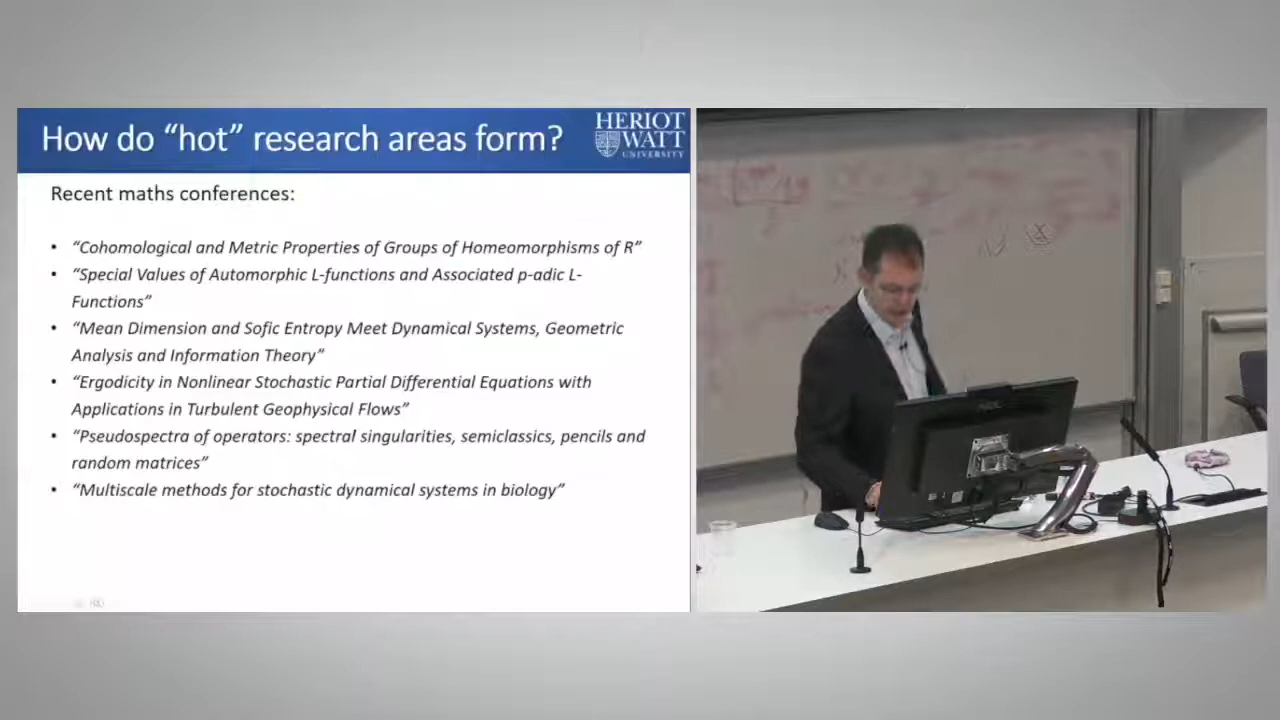 How do “hot” research areas form?
HERIOT
WATT
UNIVERSITY
Recent maths conferences:
• “Cohomological and Metric Properties of Groups of Homeomorphisms of R”
• “Special Values of Automorphic L-functions and Associated p-adic L-
Functions”
• “Mean Dimension and Sofic Entropy Meet Dynamical Systems, Geometric
Analysis and Information Theory”
• “Ergodicity in Nonlinear Stochastic Partial Differential Equations with
Applications in Turbulent Geophysical Flows”
• “Pseudospectra of operators: spectral singularities, semiclassics, pencils and
random matrices”
• “Multiscale methods for stochastic dynamical systems in biology”